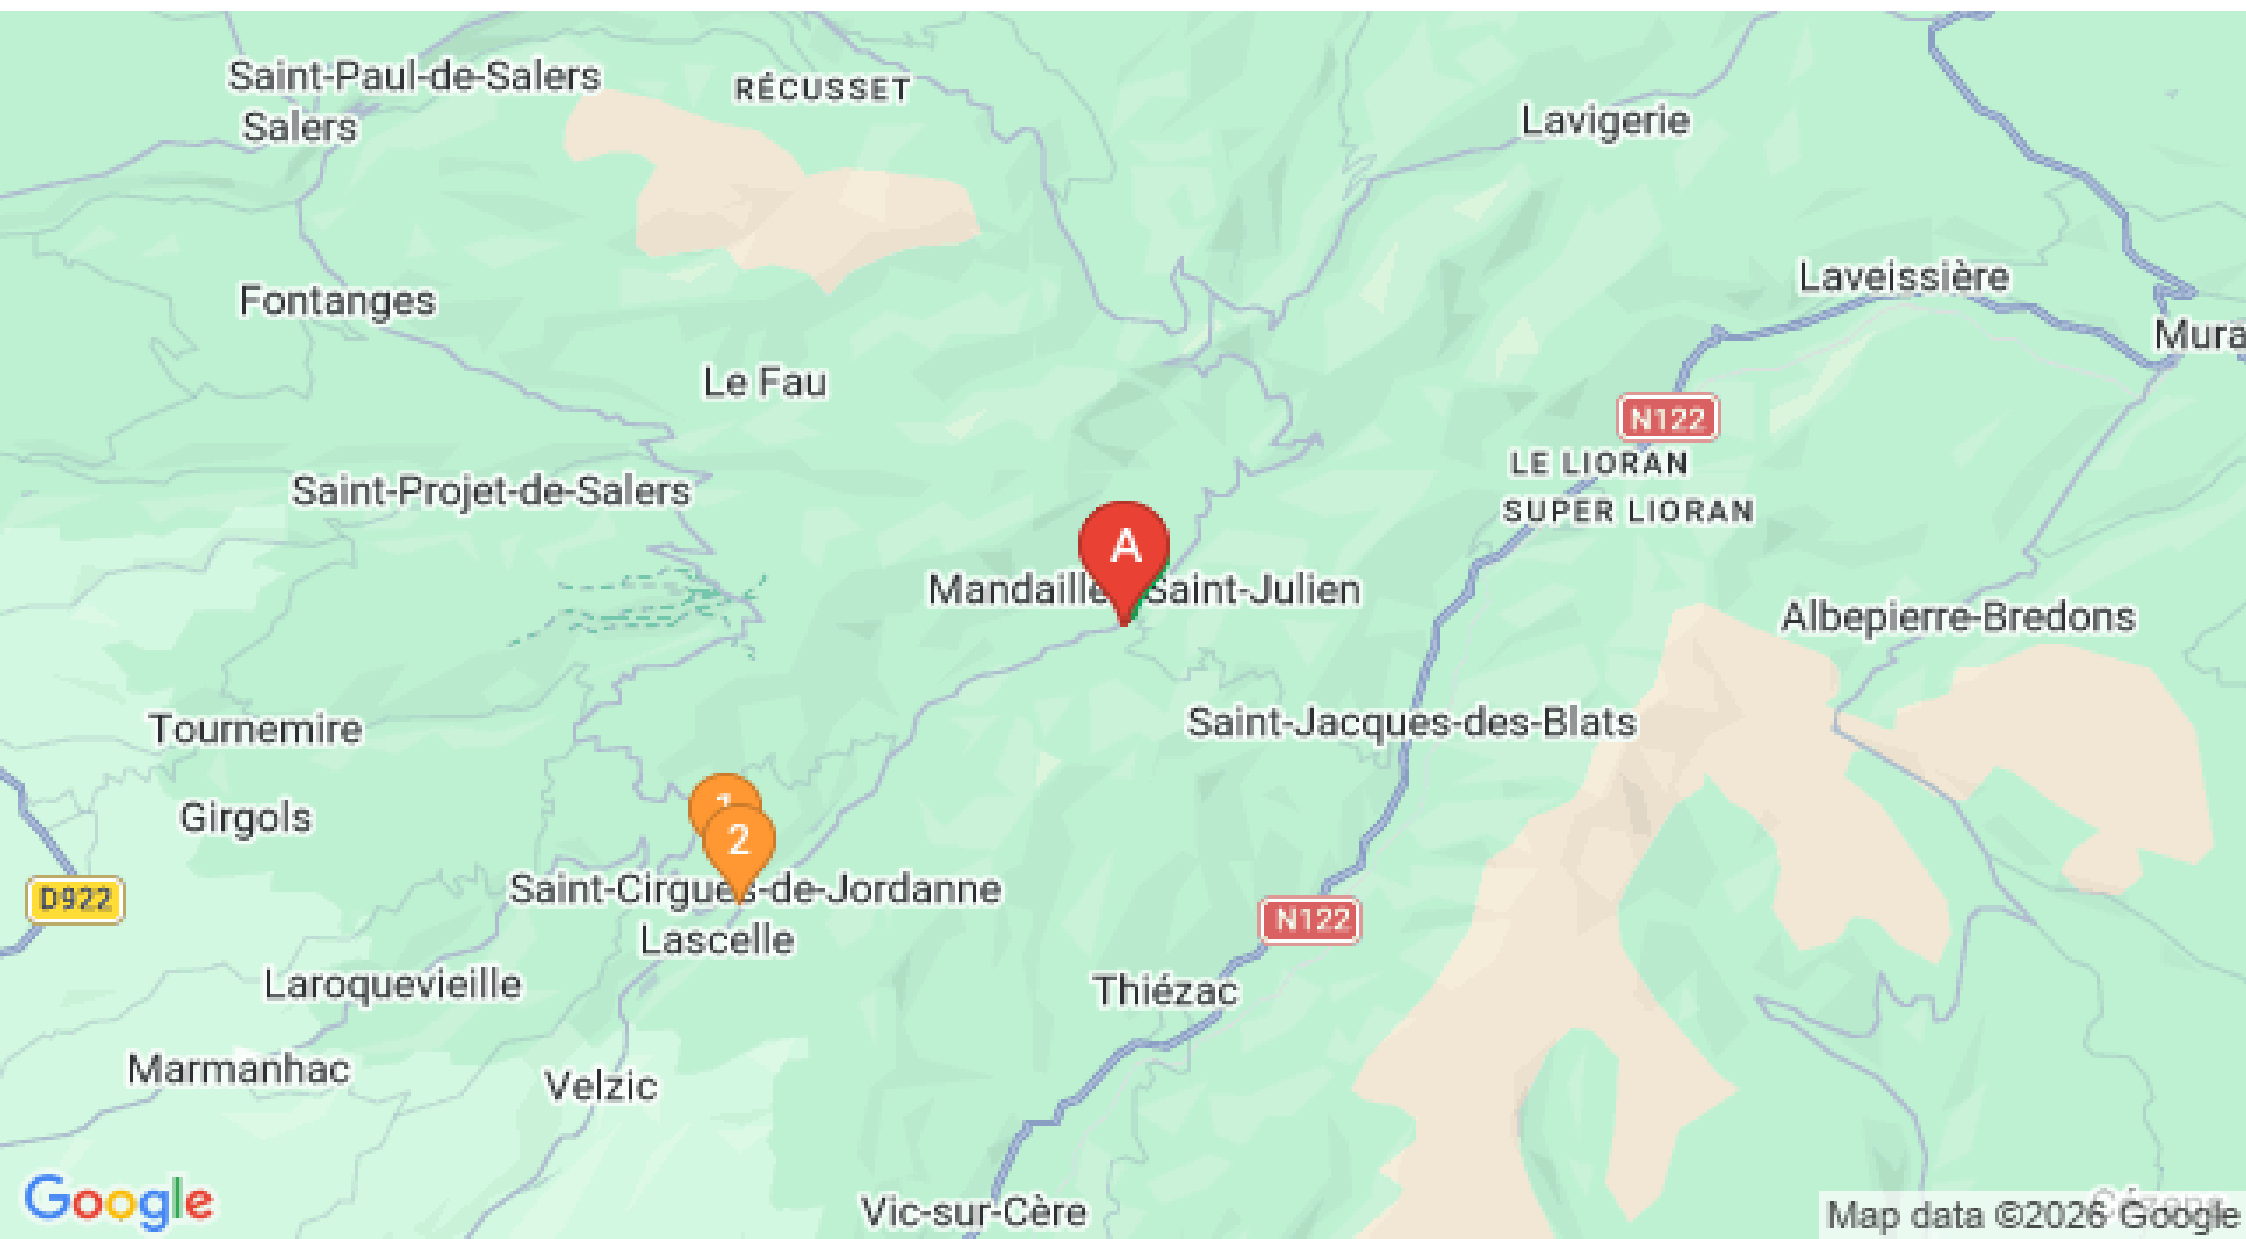 Saint-Paul-de-Salers
RÉCUSSET
Salers
Lavigerie
Laveissière
Fontanges
Mura
Le Fau
N122
LE LIORAN
SUPER LIORAN
Saint-Projet-de-Salers
A
Mandaille Saint-Julien
Albepierre-Bredons
Saint-Jacques-des-Blats
Tournemire
1
Girgols
2
D922
Saint-Cirgues-de-Jordanne
N122
Lascelle
Laroquevieille
Thiézac
Marmanhac
Velzic
Google
Vic-sur-Cère
Map data ©2026 Google